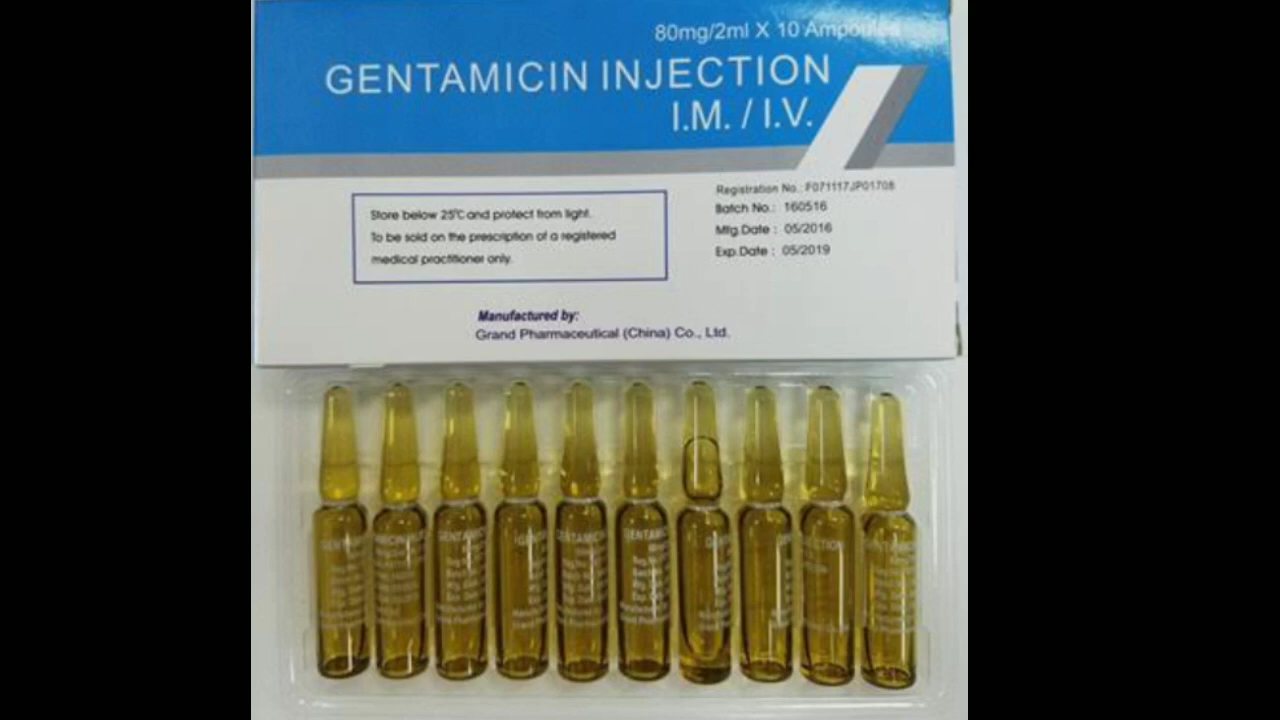 80mg/2ml X 10 Ampoules
GENTAMICIN INJECTION
I.M. / I.V.
Registration No.: F071117JP01708
Batch No.: 160516
Mfg.Date : 05/2016
Exp.Date : 05/2019
Store below 25℃ and protect from light.
To be sold on the prescription of a registered
medical practitioner only.
Manufactured by:
Grand Pharmaceutical (China) Co., Ltd.